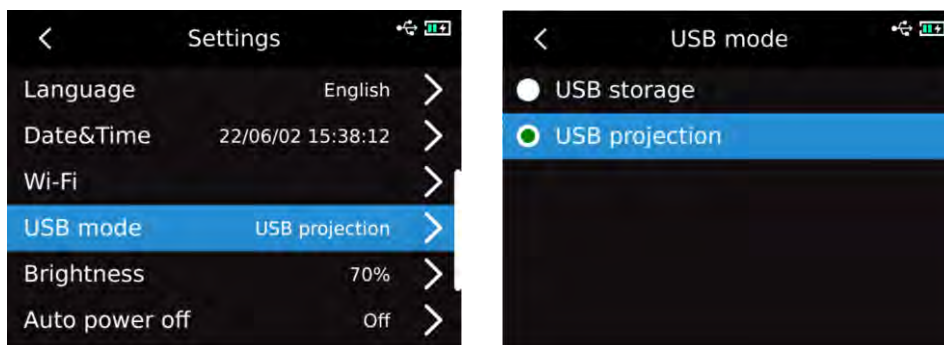 Settings
Language English
Date&Time 22/06/02 15:38:12
Wi-Fi
USB mode USB projection
Brightness 70%
Auto power off Off
USB mode
USB storage
USB projection